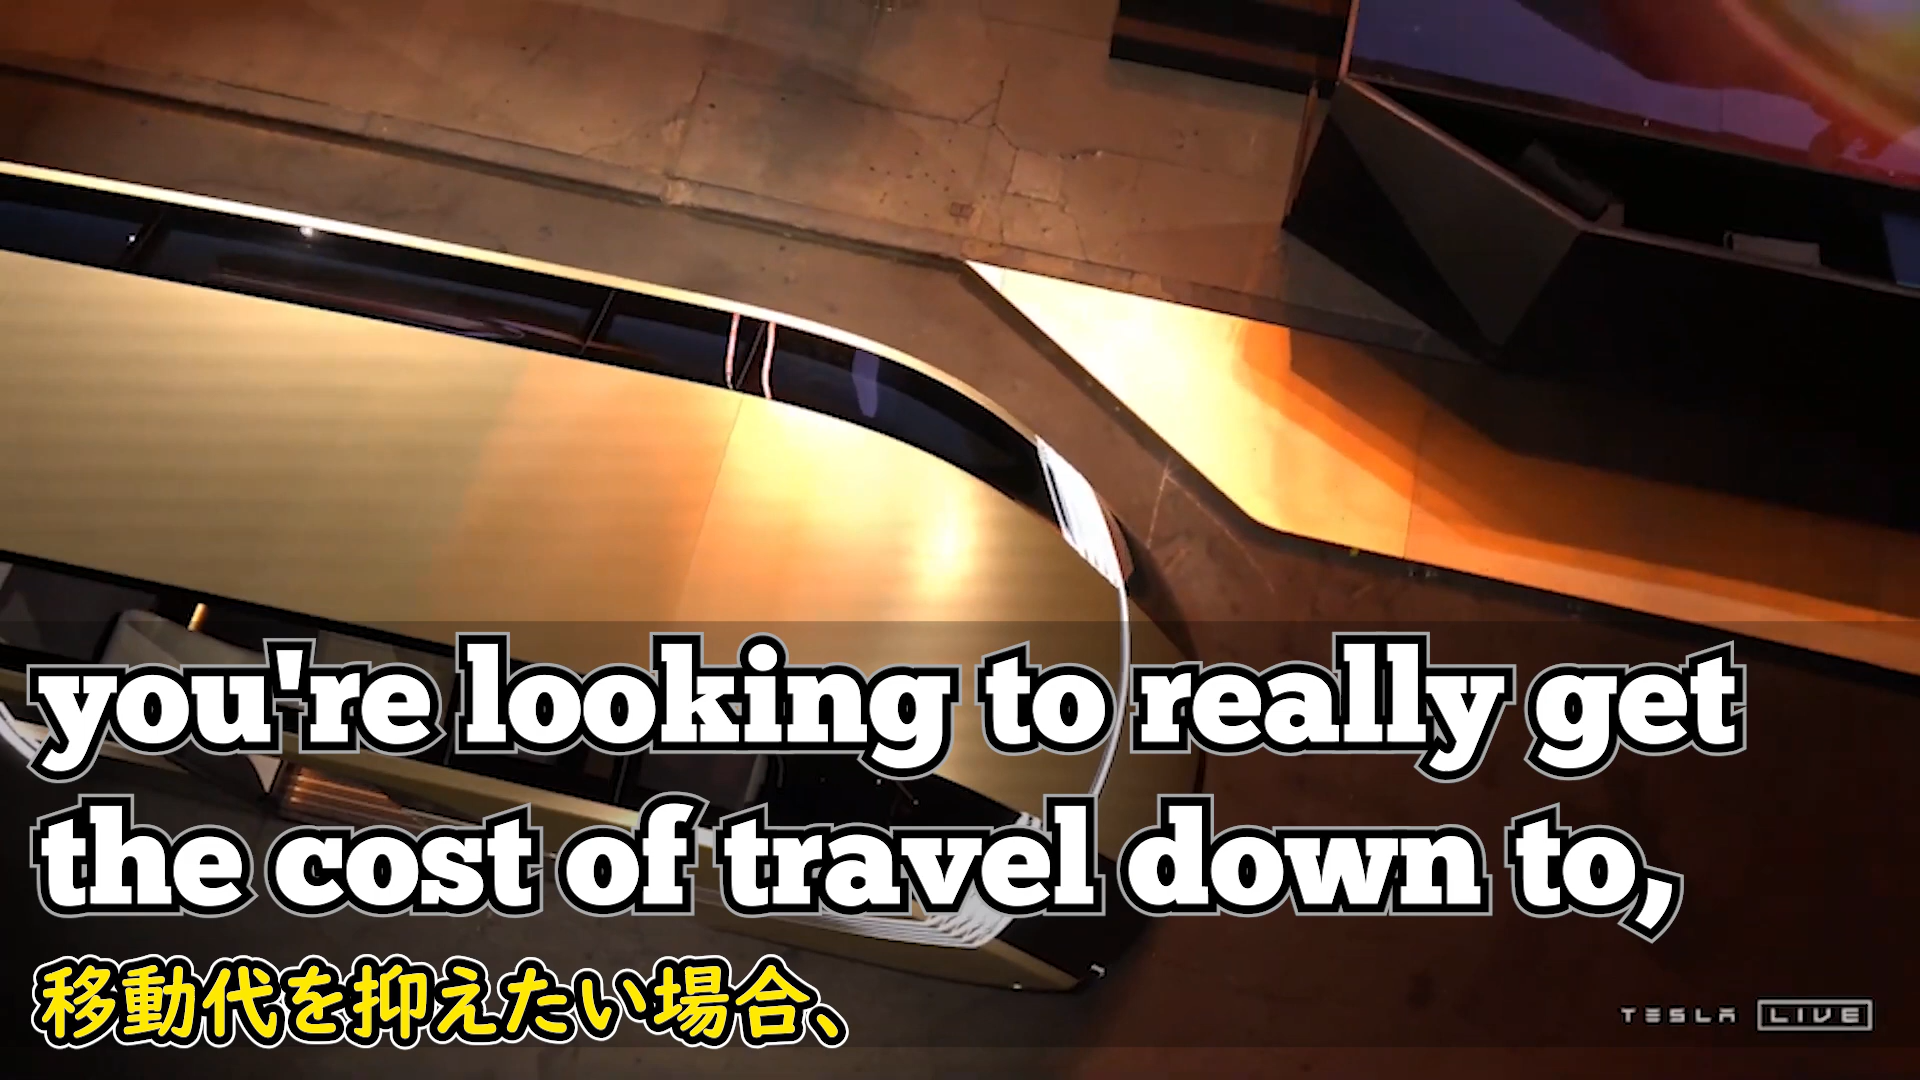 you're looking to really get
the cost of travel down to,
移動代を抑えたい場合、
TESLA LIVE